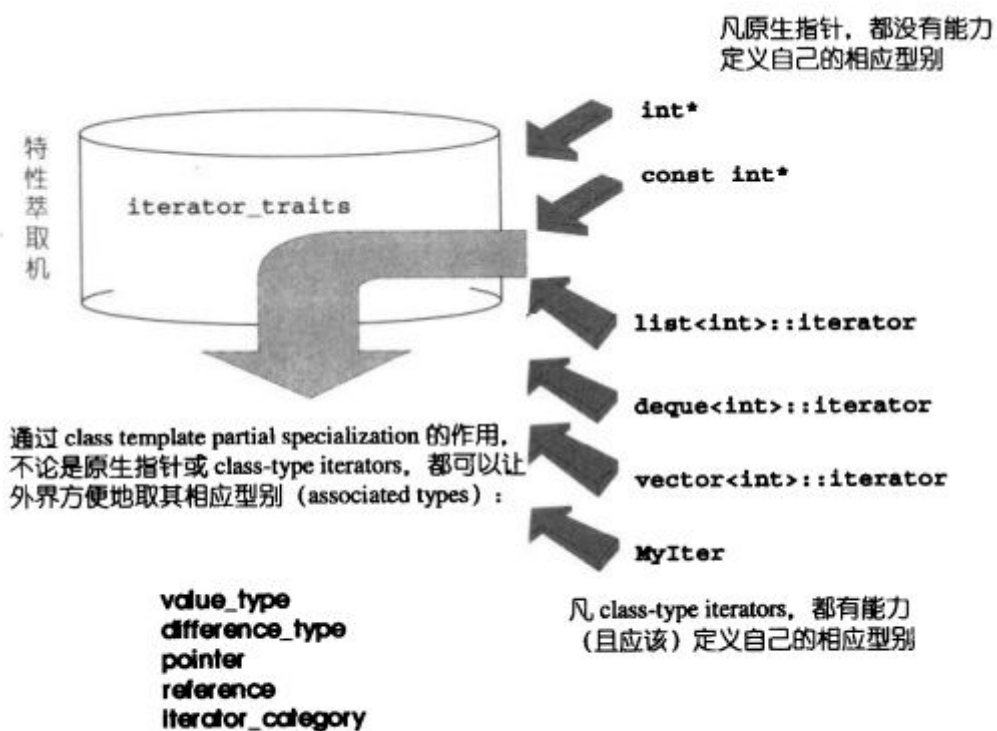 凡原生指针，都没有能力
定义自己的相应型别
int*
const int*
特性萃取机
iterator_traits
list<int>::iterator
deque<int>::iterator
vector<int>::iterator
MyIter
通过 class template partial specialization 的作用，
不论是原生指针或 class-type iterators，都可以让
外界方便地取其相应型别（associated types）：
value_type
difference_type
pointer
reference
iterator_category
凡 class-type iterators，都有能力
（且应该）定义自己的相应型别